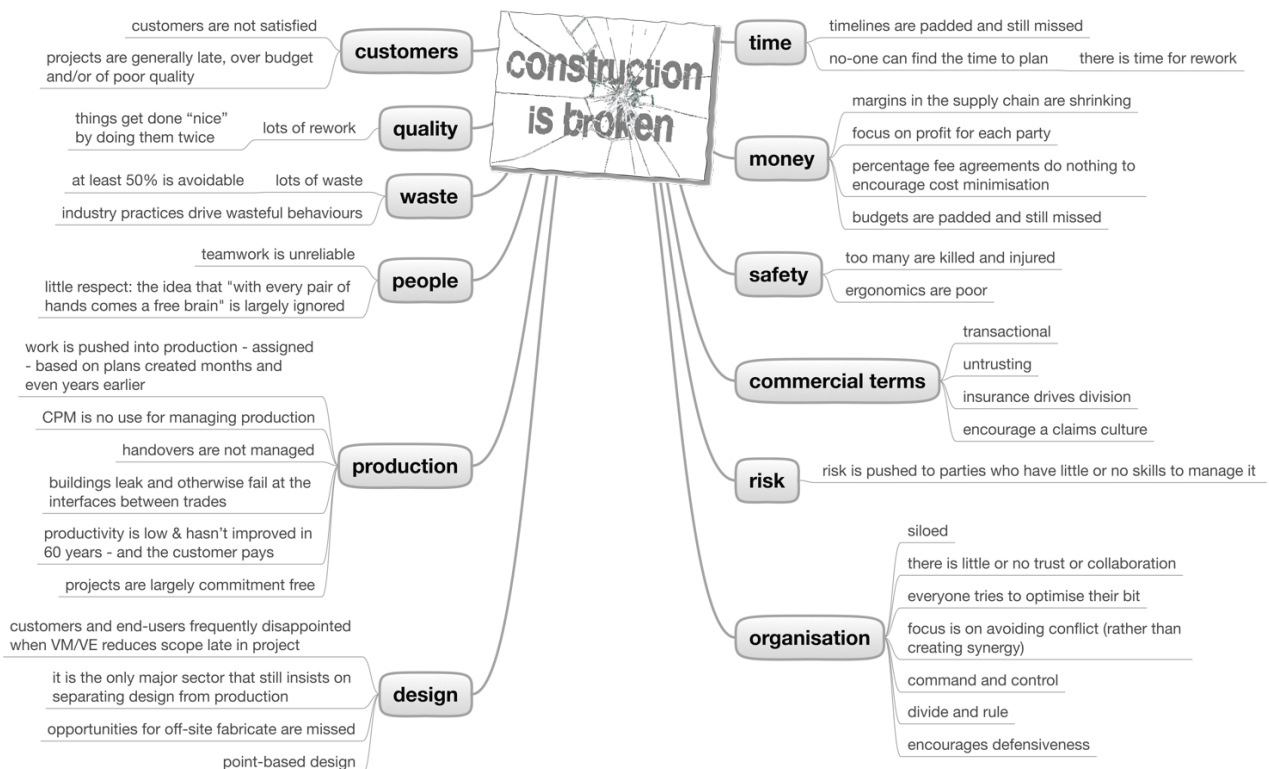 construction
is broken
customers
customers are not satisfied
projects are generally late, over budget
and/or of poor quality
quality
lots of rework
things get done “nice”
by doing them twice
waste
lots of waste
at least 50% is avoidable
industry practices drive wasteful behaviours
people
teamwork is unreliable
little respect: the idea that "with every pair of
hands comes a free brain" is largely ignored
production
work is pushed into production - assigned
- based on plans created months and
even years earlier
CPM is no use for managing production
handovers are not managed
buildings leak and otherwise fail at the
interfaces between trades
productivity is low & hasn’t improved in
60 years - and the customer pays
projects are largely commitment free
design
customers and end-users frequently disappointed
when VM/VE reduces scope late in project
it is the only major sector that still insists on
separating design from production
opportunities for off-site fabricate are missed
point-based design
time
timelines are padded and still missed
no-one can find the time to plan
there is time for rework
money
margins in the supply chain are shrinking
focus on profit for each party
percentage fee agreements do nothing to
encourage cost minimisation
budgets are padded and still missed
safety
too many are killed and injured
ergonomics are poor
commercial terms
transactional
untrusting
insurance drives division
encourage a claims culture
risk
risk is pushed to parties who have little or no skills to manage it
organisation
siloed
there is little or no trust or collaboration
everyone tries to optimise their bit
focus is on avoiding conflict (rather than
creating synergy)
command and control
divide and rule
encourages defensiveness